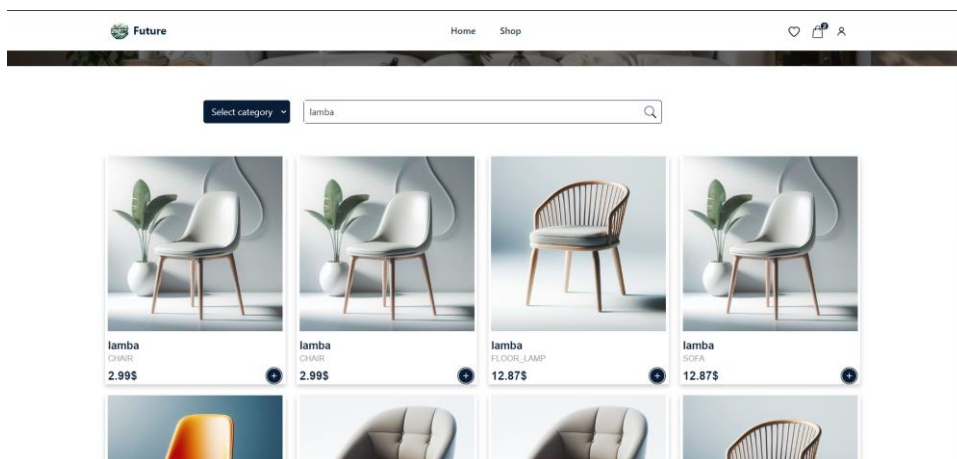 Future
Home Shop
2
Select category
lamba
lamba
CHAIR
2.99$
lamba
CHAIR
2.99$
lamba
FLOOR_LAMP
12.87$
lamba
SOFA
12.87$